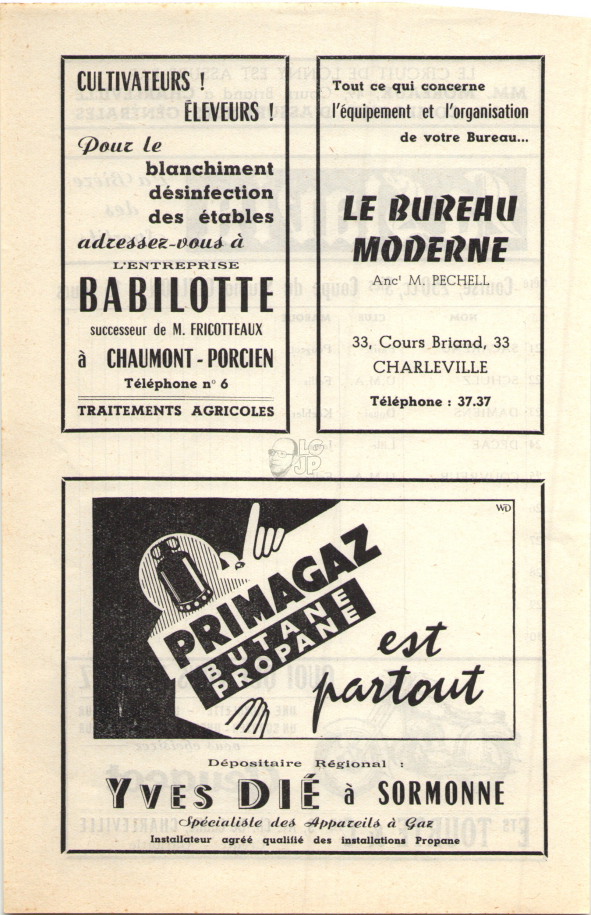 CULTIVATEURS !
ÉLEVEURS !
Pour le
blanchiment
désinfection
des étables
adressez-vous à
L'ENTREPRISE
BABILOTTE
successeur de M. FRICOTTEAUX
à CHAUMONT-PORCIEN
Téléphone n° 6
TRAITEMENTS AGRICOLES
Tout ce qui concerne
l'équipement et l'organisation
de votre Bureau...
LE BUREAU
MODERNE
Anct M. PECHELL
33, Cours Briand, 33
CHARLEVILLE
Téléphone : 37.37
LG
JP
WD
PRIMAGAZ
BUTANE
PROPANE
est
partout
Dépositaire Régional :
YVES DIÉ à SORMONNE
Spécialiste des Appareils à Gaz
Installateur agréé qualifié des installations Propane